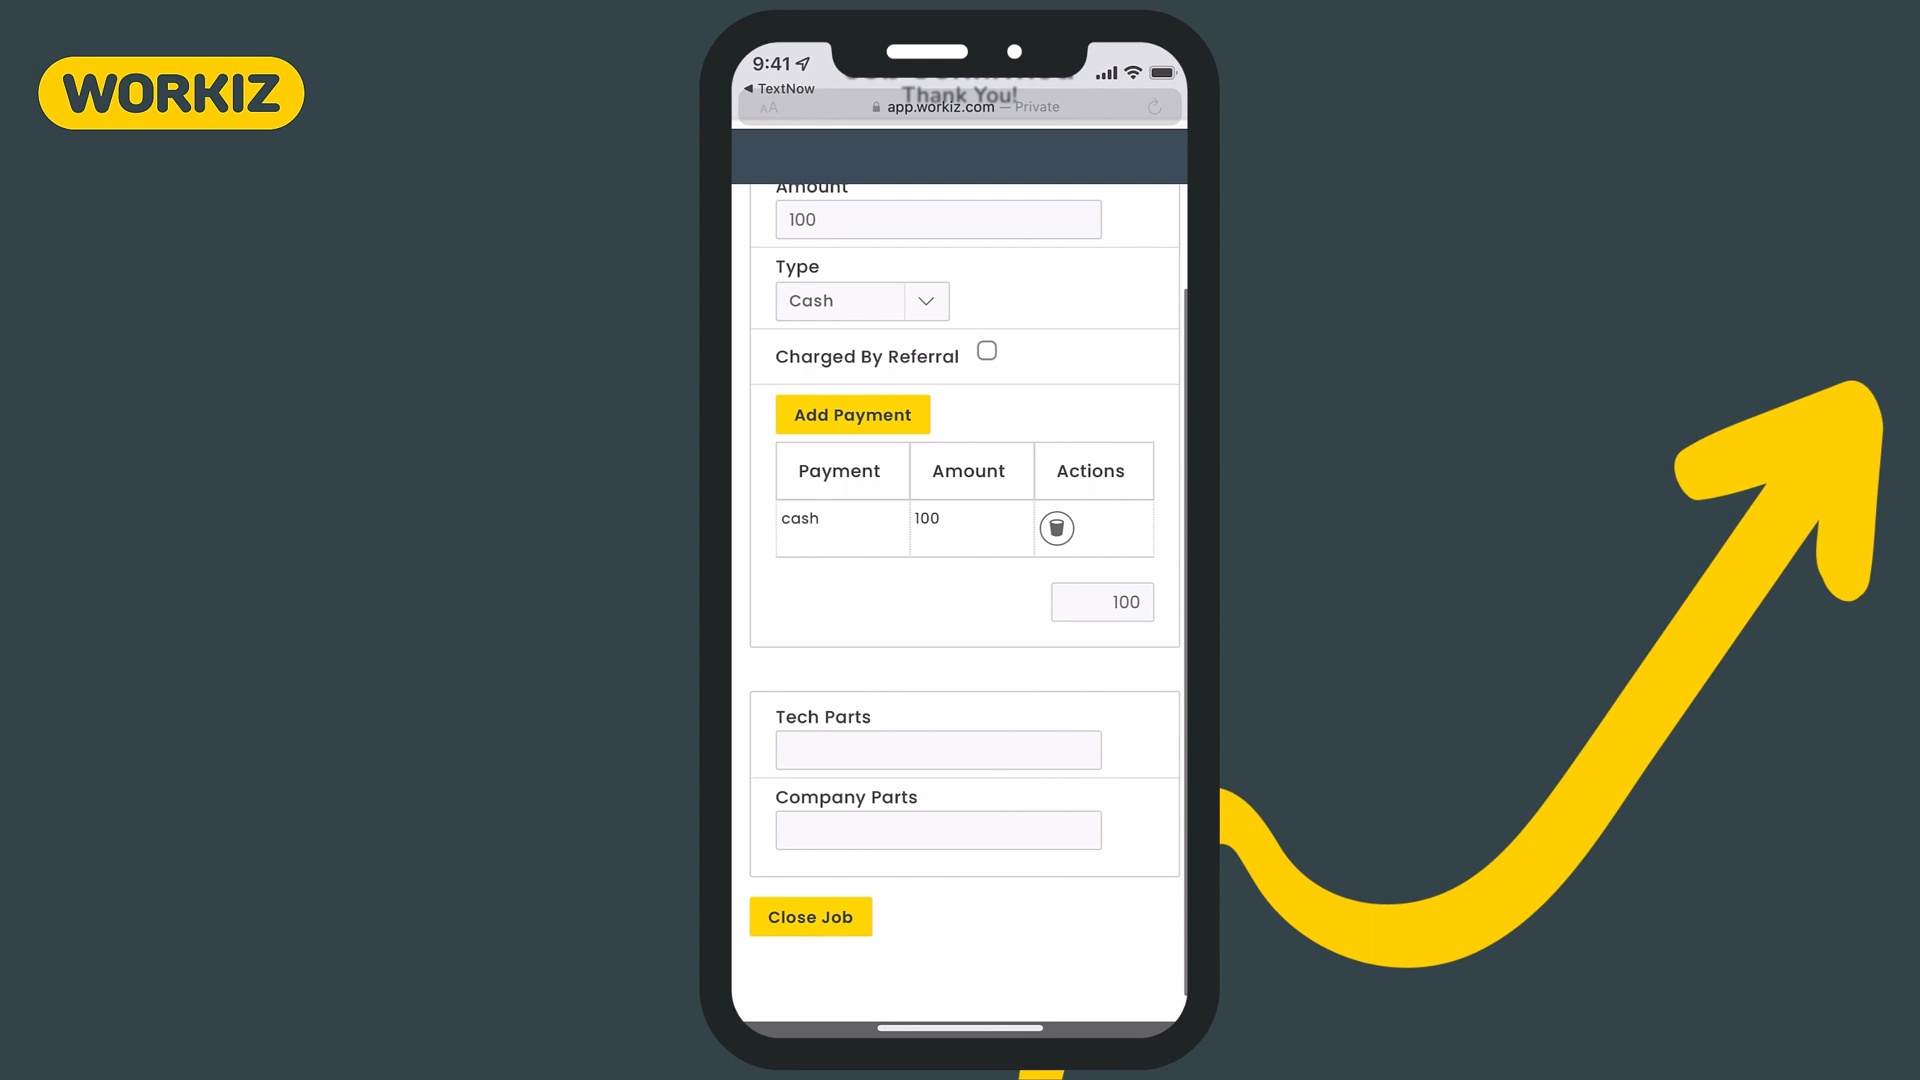 WORKIZ
9:41
TextNow
Thank You!
AA
app.workiz.com — Private
Amount
100
Type
Cash
Charged By Referral
Add Payment
Payment Amount Actions
cash 100
100
Tech Parts
Company Parts
Close Job